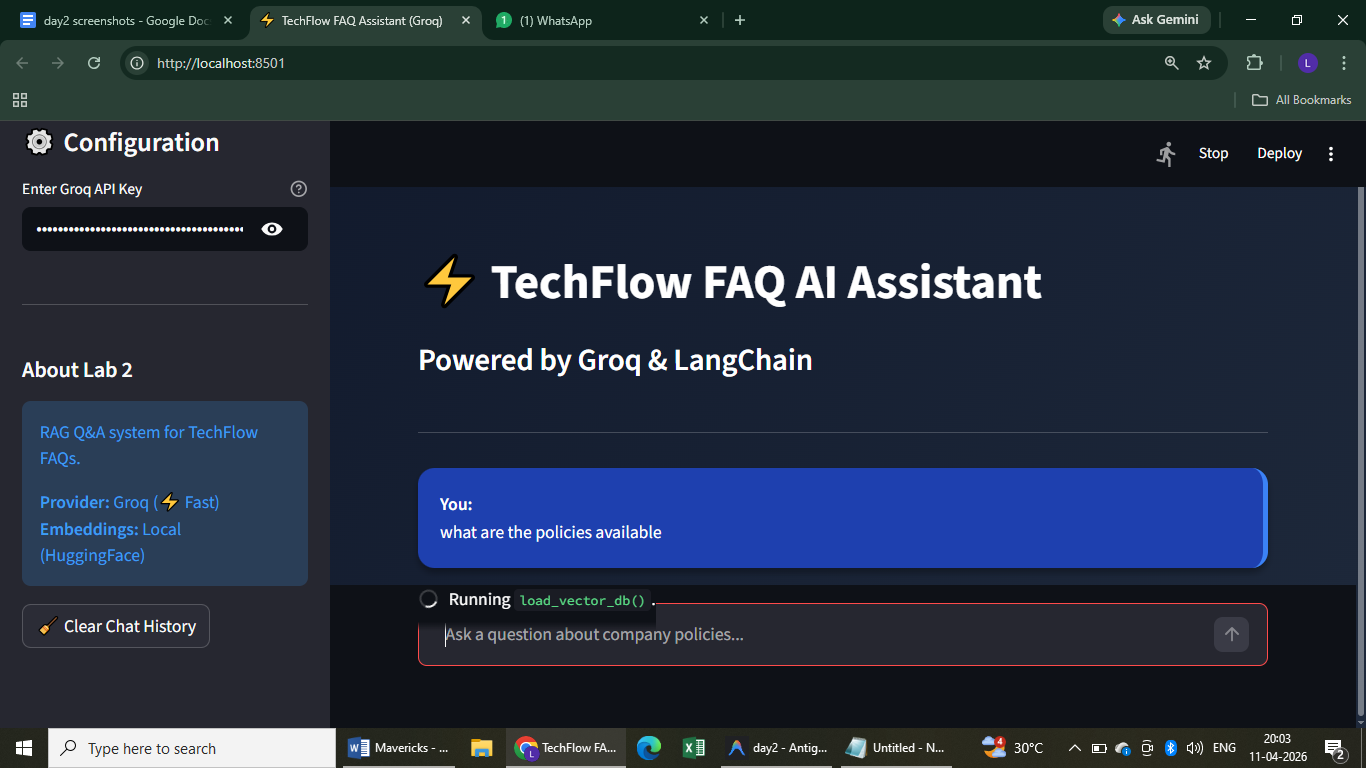 day2 screenshots - Google Doc
TechFlow FAQ Assistant (Groq)
1
(1) WhatsApp
Ask Gemini
http://localhost:8501
L
All Bookmarks
Configuration
Enter Groq API Key
About Lab 2
RAG Q&A system for TechFlow
FAQs.
Provider: Groq (⚡ Fast)
Embeddings: Local
(HuggingFace)
Clear Chat History
Stop
Deploy
⚡ TechFlow FAQ AI Assistant
Powered by Groq & LangChain
You:
what are the policies available
Running load_vector_db() .
Ask a question about company policies...
Type here to search
Mavericks - ...
TechFlow FA...
day2 - Antig...
Untitled - N...
4
30°C
ENG
20:03
11-04-2026
2